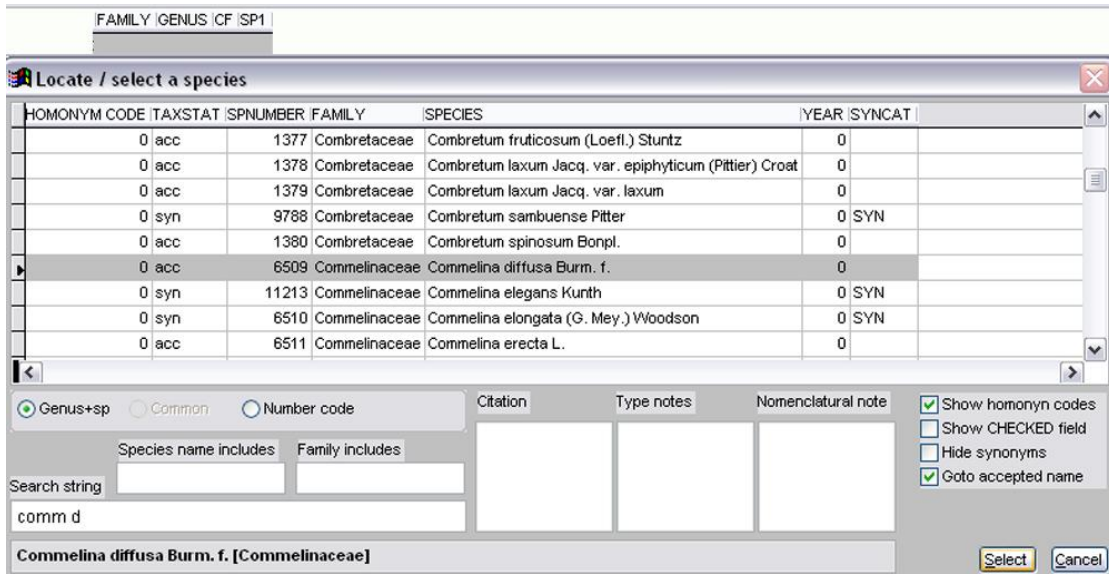 FAMILY GENUS CF SP1
Locate / select a species
HOMONYM CODE TAXSTAT SPNUMBER FAMILY SPECIES YEAR SYNCAT
0 acc 1377 Combretaceae Combretum fruticosum (Loefl.) Stuntz 0
0 acc 1378 Combretaceae Combretum laxum Jacq. var. epiphyticum (Pittier) Croat 0
0 acc 1379 Combretaceae Combretum laxum Jacq. var. laxum 0
0 syn 9788 Combretaceae Combretum sambuense Pitter 0 SYN
0 acc 1380 Combretaceae Combretum spinosum Bonpl. 0
0 acc 6509 Commelinaceae Commelina diffusa Burm. f. 0
0 syn 11213 Commelinaceae Commelina elegans Kunth 0 SYN
0 syn 6510 Commelinaceae Commelina elongata (G. Mey.) Woodson 0 SYN
0 acc 6511 Commelinaceae Commelina erecta L. 0
Genus+sp Common Number code Citation Type notes Nomenclatural note Show homonyn codes
Show CHECKED field
Species name includes Family includes Hide synonyms
Search string Goto accepted name
comm d
Commelina diffusa Burm. f. [Commelinaceae] Select Cancel